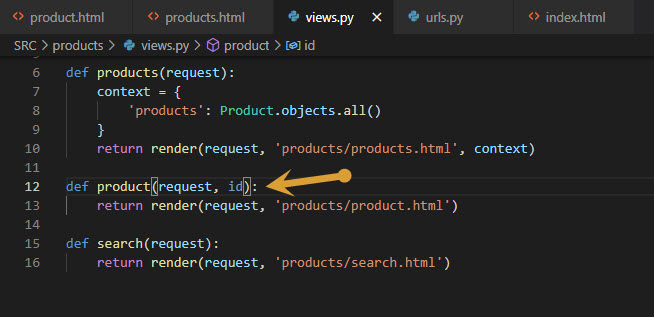 product.html products.html views.py × urls.py index.html
SRC > products > views.py > product > id
6 def products(request):
7     context = {
8         'products': Product.objects.all()
9     }
10     return render(request, 'products/products.html', context)
11
12 def product(request, id):
13     return render(request, 'products/product.html')
14
15 def search(request):
16     return render(request, 'products/search.html')